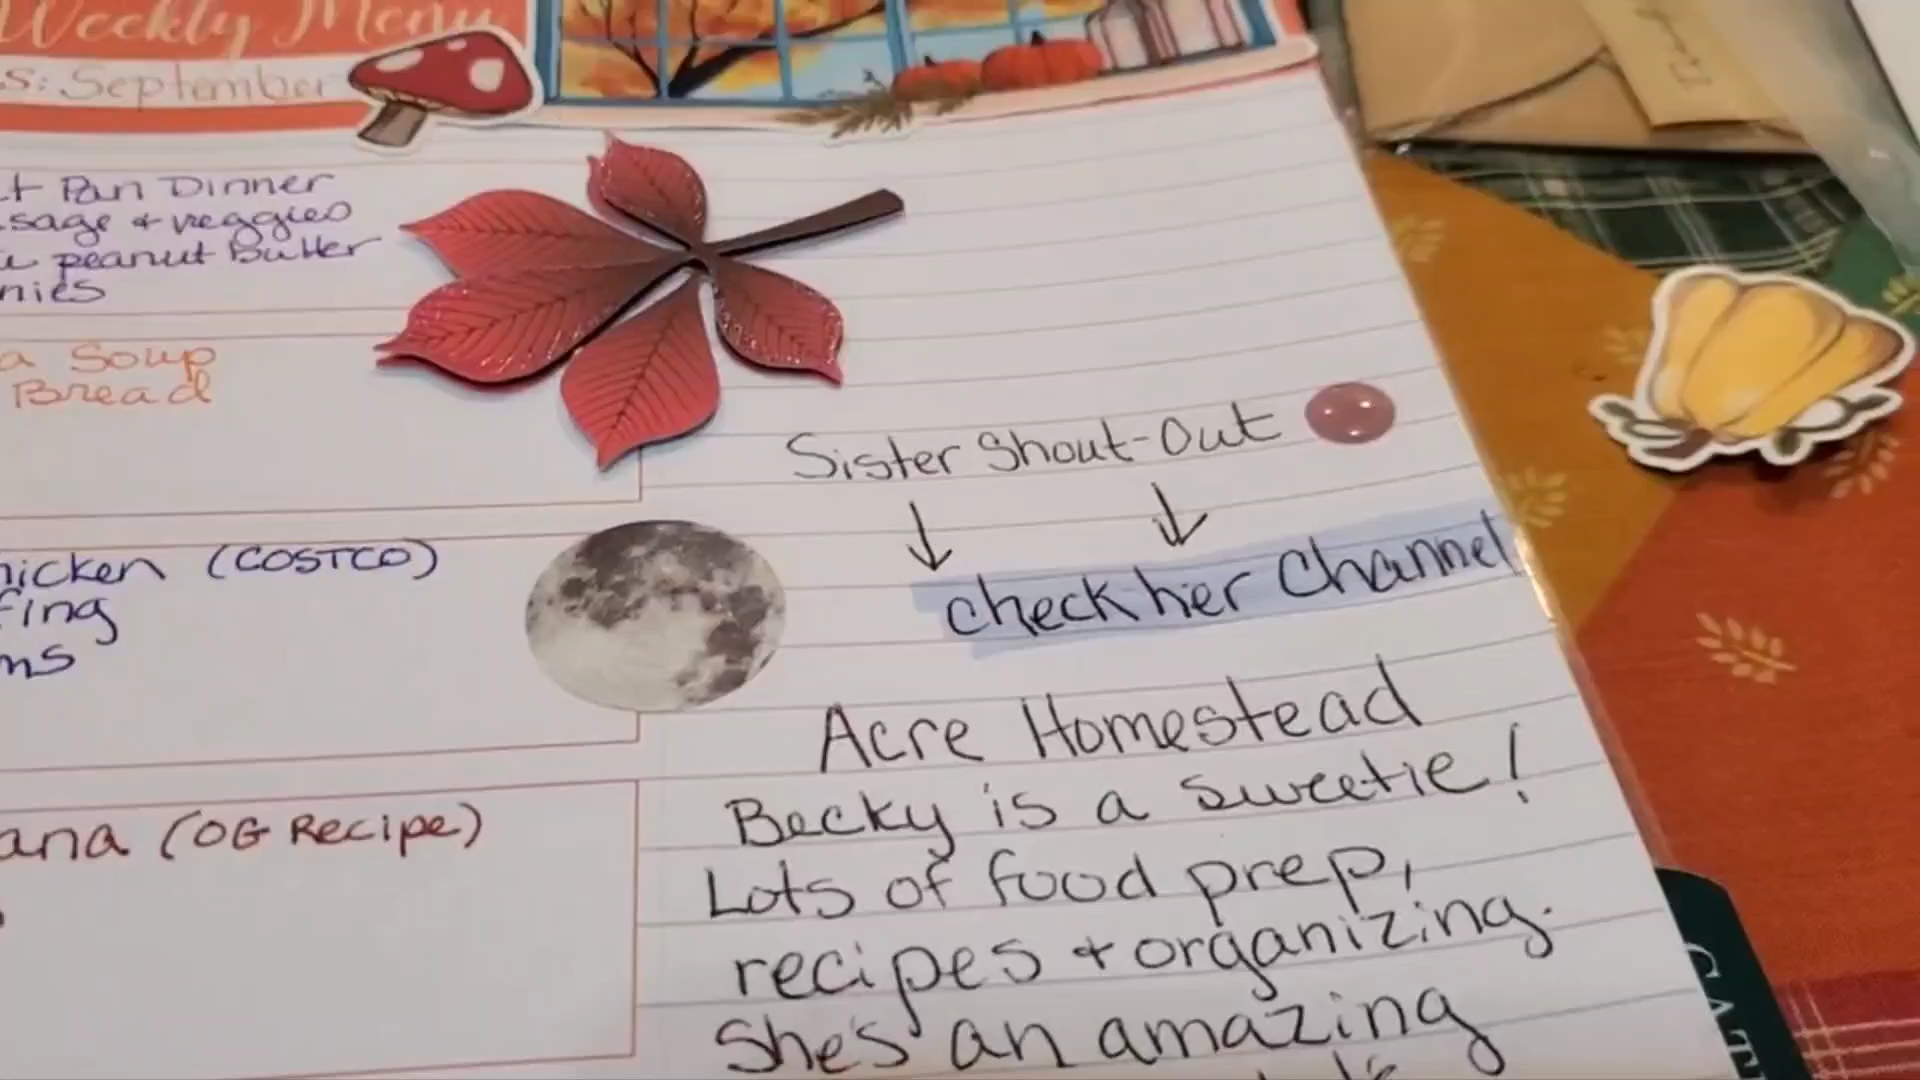 Weekly Menu
s: September
t Pan Dinner
sage + veggies
peanut Butter
nies
a Soup
Bread
hicken (COSTCO)
fing
ms
ana (OG Recipe)
Sister Shout-Out
check her Channel
Acre Homestead
Becky is a sweetie!
Lots of food prep,
recipes + organizing.
She's an amazing